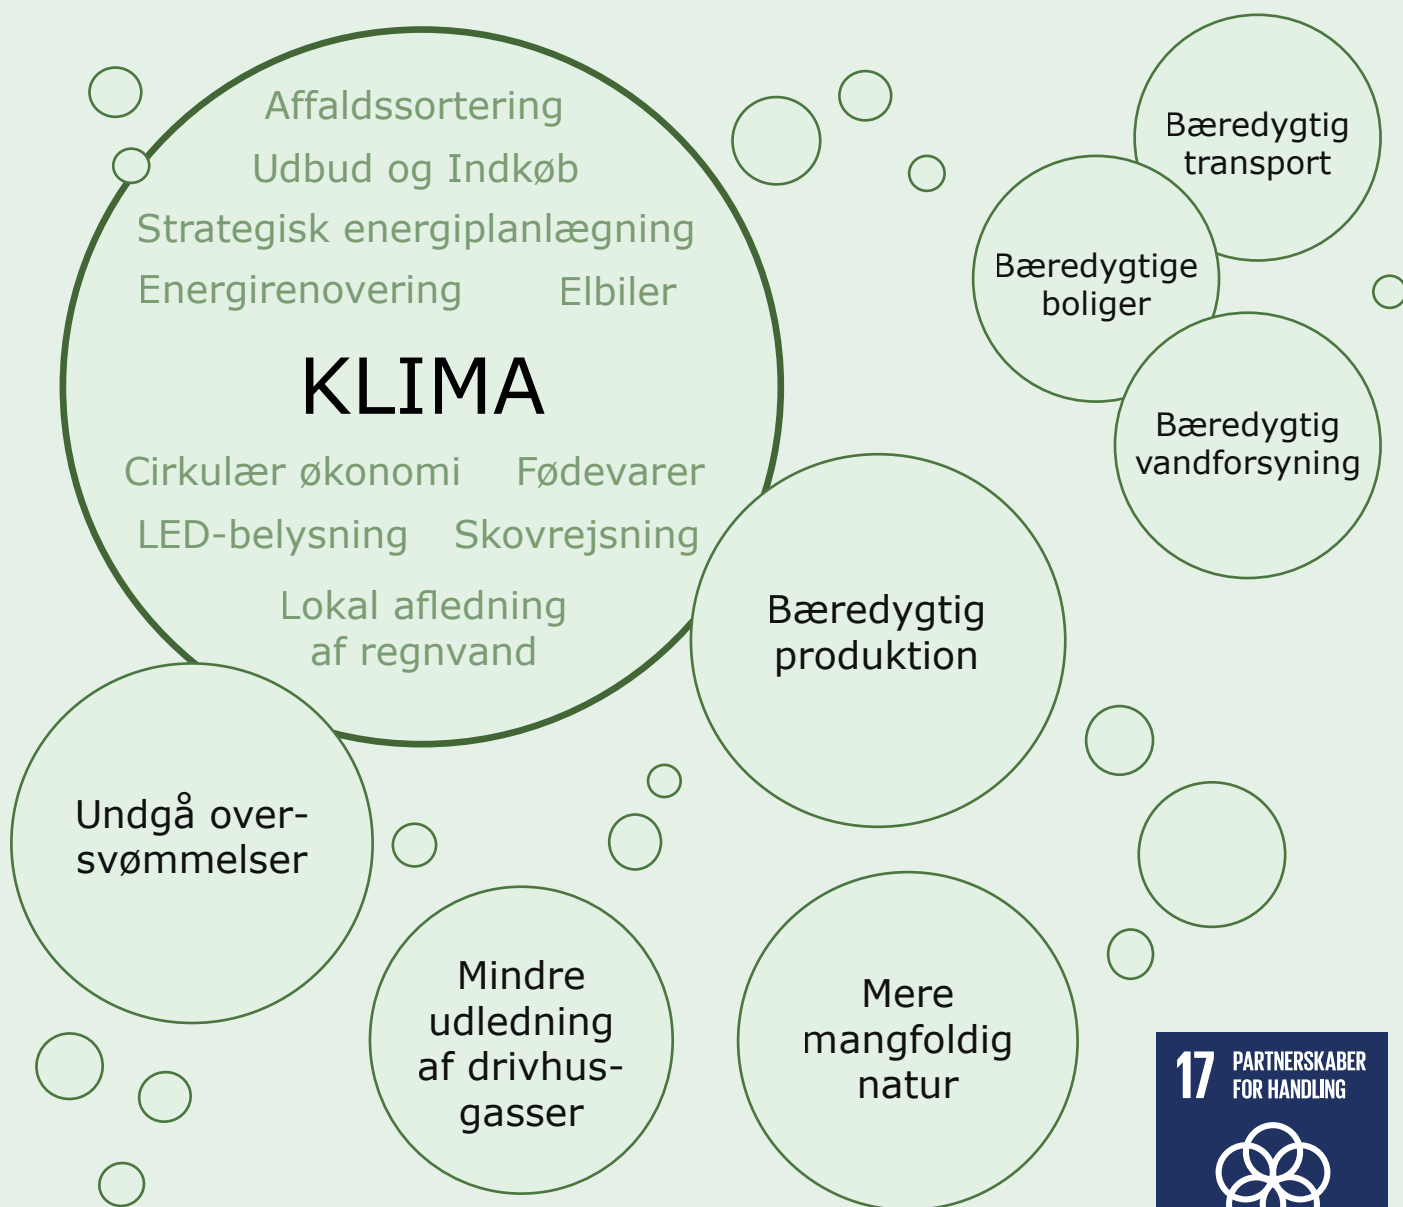 Affaldssortering
Udbud og Indkøb
Strategisk energiplanlægning
Energirenovering Elbiler
KLIMA
Cirkulær økonomi Fødevarer
LED-belysning Skovrejsning
Lokal afledning
af regnvand
Bæredygtig
transport
Bæredygtige
boliger
Bæredygtig
vandforsyning
Bæredygtig
produktion
Undgå over-
svømmelser
Mindre
udledning
af drivhus-
gasser
Mere
mangfoldig
natur
17 PARTNERSKABER
FOR HANDLING